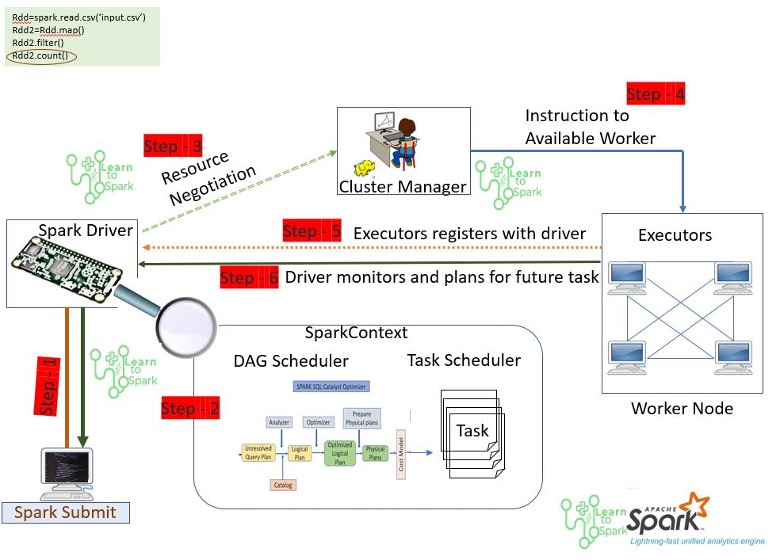 Rdd=spark.read.csv('input.csv')
Rdd2=Rdd.map()
Rdd2.filter()
Rdd2.count()
Step - 4
Instruction to
Available Worker
Step - 3
Resource
Negotiation
Cluster Manager
Learn
to
Spark
Learn
to
Spark
Spark Driver
Step - 5
Executors registers with driver
Executors
Step - 6
Driver monitors and plans for future task
Worker Node
SparkContext
DAG Scheduler
Task Scheduler
Step - 1
Learn
to
Spark
Step - 2
SPARK SQL Catalyst Optimizer
Analyzer
Optimizer
Prepare
Physical plans
Unresolved
Query Plan
Logical
Plan
Optimized
Logical
Plan
Physical
Plans
Cost Model
Catalog
Task
Spark Submit
Learn
to
Spark
APACHE
Spark
Lightning-fast unified analytics engine